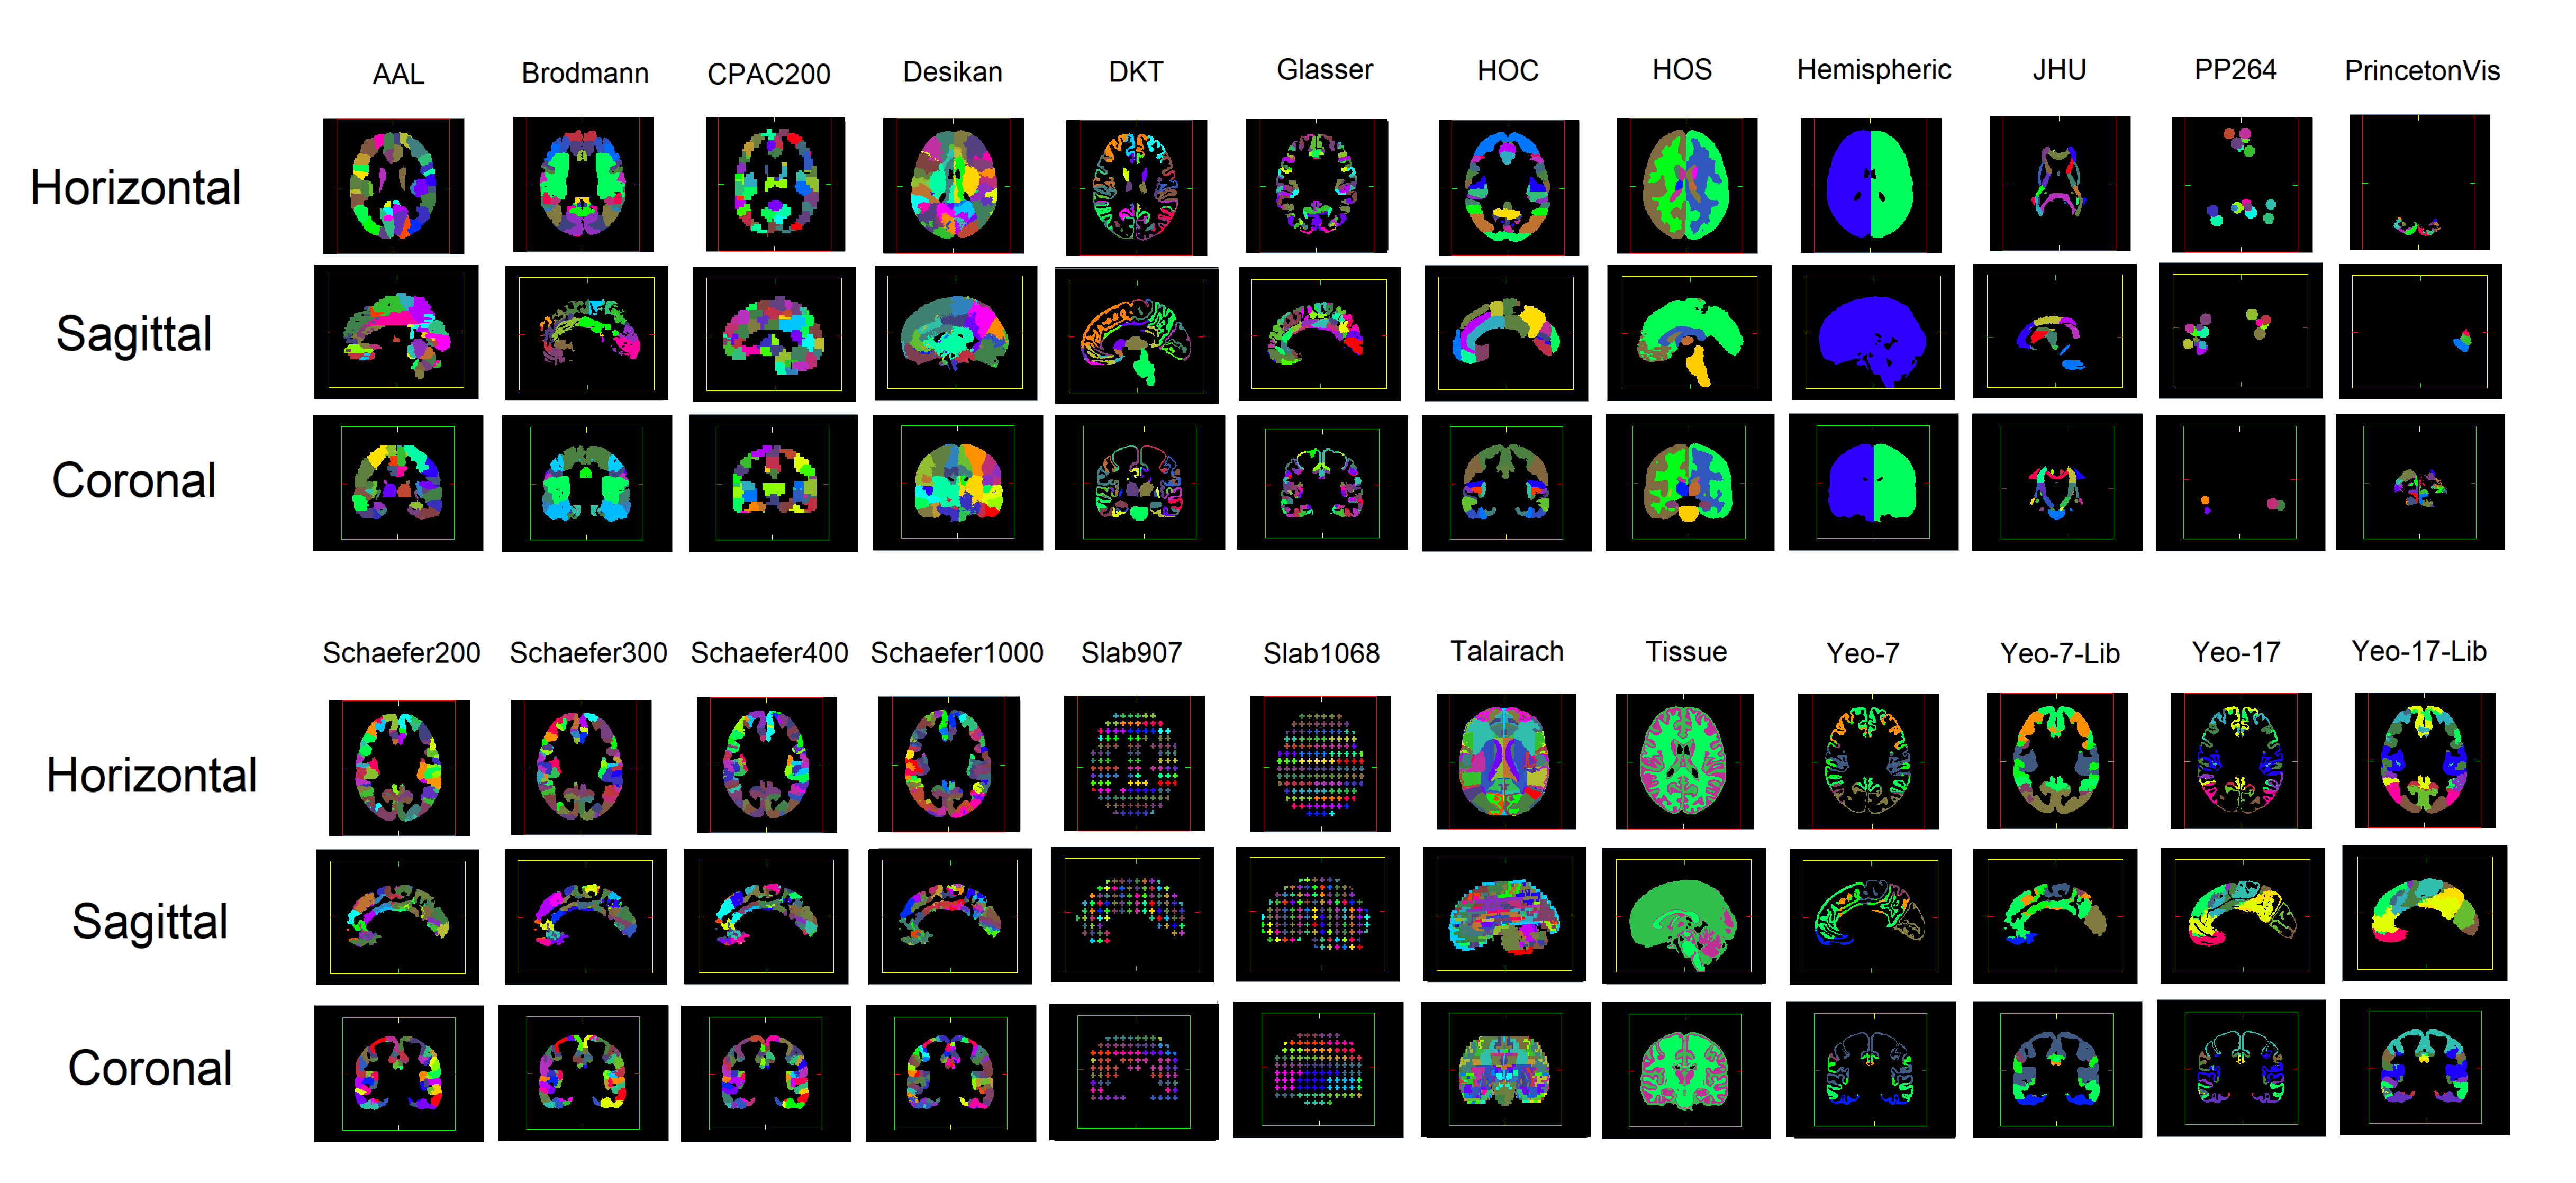 AAL Brodmann CPAC200 Desikan DKT Glasser HOC HOS Hemispheric JHU PP264 PrincetonVis
Horizontal
Sagittal
Coronal
Schaefer200 Schaefer300 Schaefer400 Schaefer1000 Slab907 Slab1068 Talairach Tissue Yeo-7 Yeo-7-Lib Yeo-17 Yeo-17-Lib
Horizontal
Sagittal
Coronal